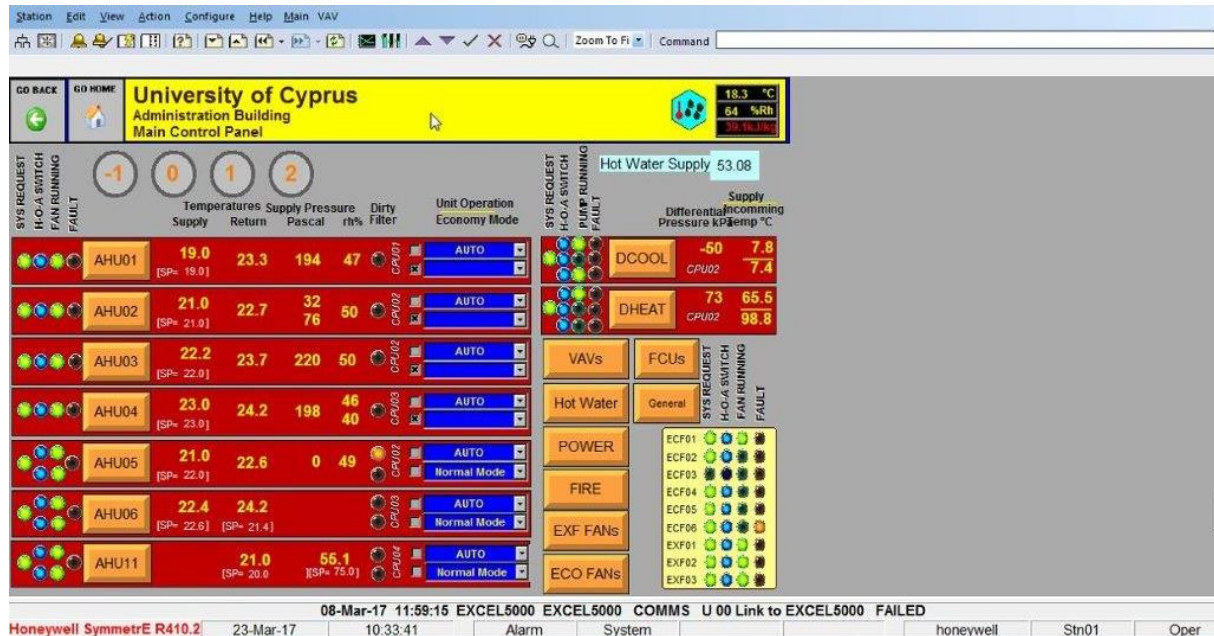 Station Edit View Action Configure Help Main VAV
Zoom To Fi Command
GO BACK GO HOME
University of Cyprus
Administration Building
Main Control Panel
18.3 °C
64 %Rh
39.1kJ/kg
SYS REQUEST
H-O-A SWITCH
FAN RUNNING
FAULT
-1 0 1 2
Temperatures Supply Pressure Dirty
Supply Return Pascal rh% Filter
Unit Operation
Economy Mode
AHU01 19.0 23.3 194 47 CPU01 AUTO
[SP= 19.0]
AHU02 21.0 22.7 32 76 50 CPU02 AUTO
[SP= 21.0]
AHU03 22.2 23.7 220 50 CPU02 AUTO
[SP= 22.0]
AHU04 23.0 24.2 198 46 40 CPU03 AUTO
[SP= 23.0]
AHU05 21.0 22.6 0 49 CPU02 AUTO
[SP= 22.0] Normal Mode
AHU06 22.4 24.2 CPU03 AUTO
[SP= 22.6] [SP= 21.4] Normal Mode
AHU11 21.0 55.1 CPU04 AUTO
[SP= 20.0 ][SP= 75.0] Normal Mode
SYS REQUEST
H-O-A SWITCH
PUMP RUNNING
FAULT
Hot Water Supply 53.08
Differential
Pressure kPa
Supply
Incomming
Temp °C
DCOOL -50 7.8
CPU02 7.4
DHEAT 73 65.5
CPU02 98.8
VAVs FCUs
Hot Water General
POWER
FIRE
EXF FANs
ECO FANs
SYS REQUEST
H-O-A SWITCH
FAN RUNNING
FAULT
ECF01
ECF02
ECF03
ECF04
ECF05
ECF06
EXF01
EXF02
EXF03
08-Mar-17 11:59:15 EXCEL5000 EXCEL5000 COMMS U 00 Link to EXCEL5000 FAILED
Honeywell SymmetrE R410.2 23-Mar-17 10:33:41 Alarm System honeywell Stn01 Oper